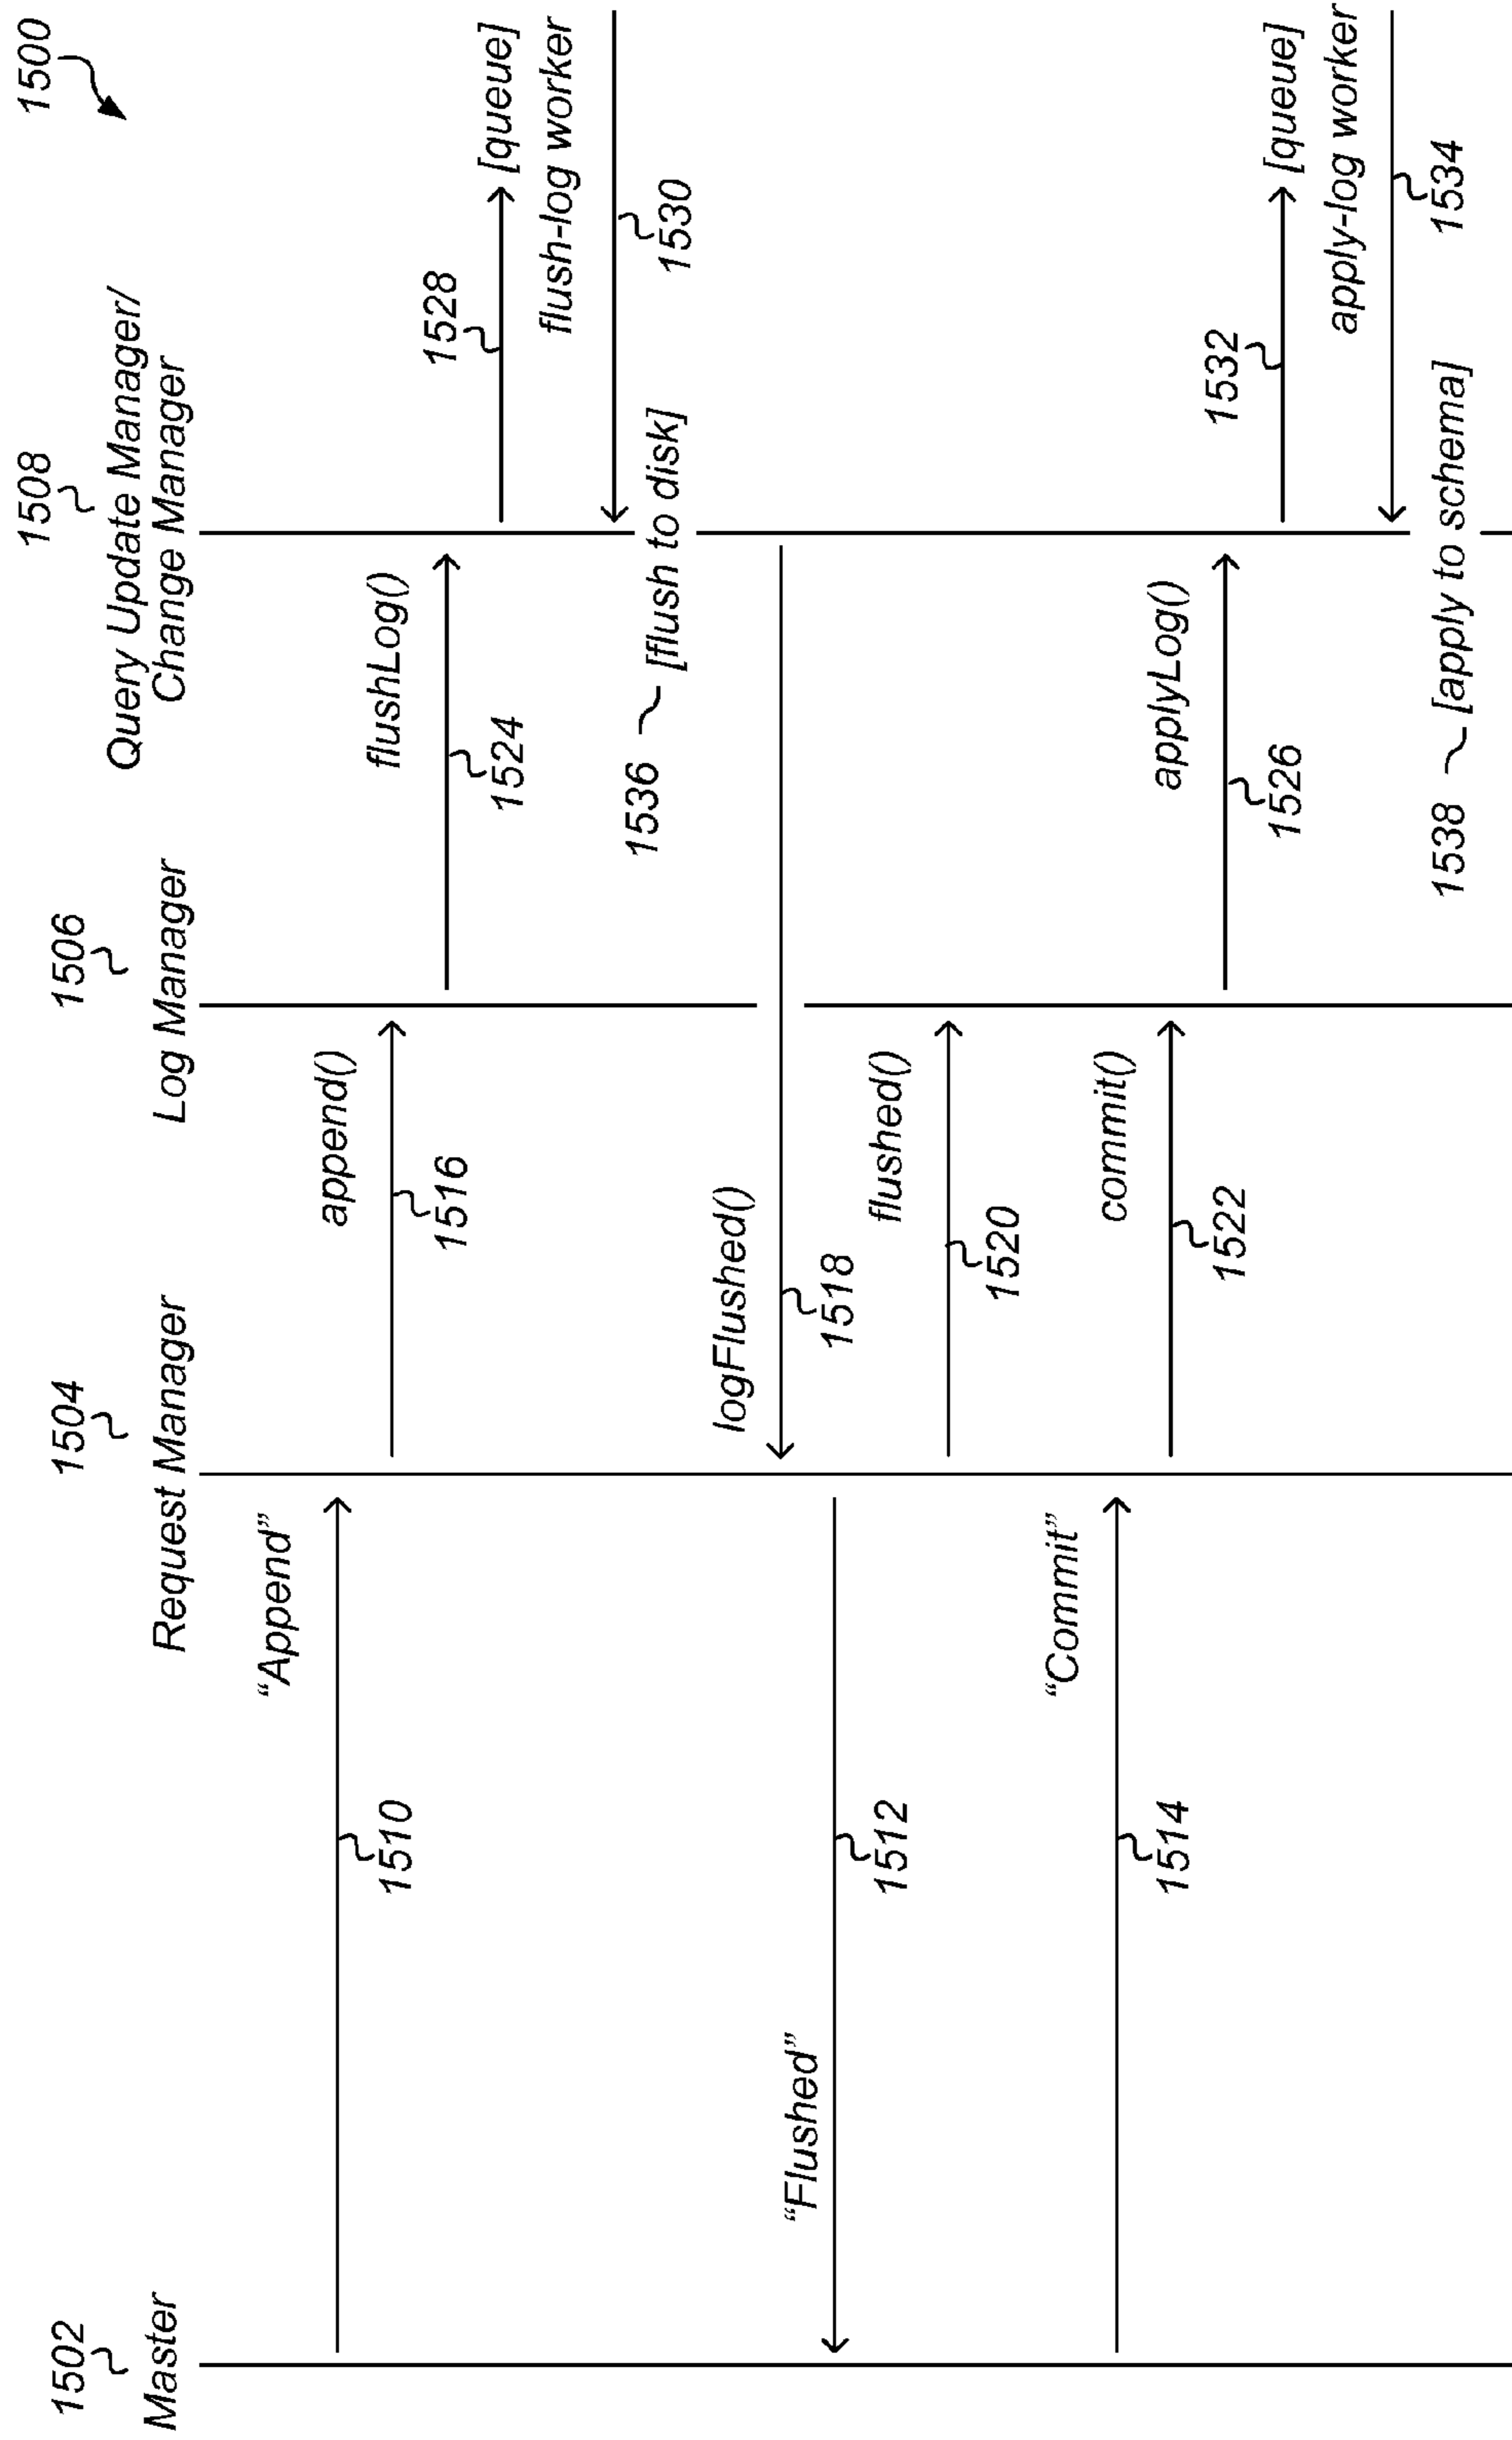 1500
1502
1504
1506
1508
Master
Request Manager
Log Manager
Query Update Manager/
Change Manager
“Append”
1510
append()
1516
flushLog()
1524
1528
[queue]
flush-log worker
1530
1536
[flush to disk]
logFlushed()
1518
“Flushed”
1512
flushed()
1520
“Commit”
1514
commit()
1522
applyLog()
1526
1532
[queue]
apply-log worker
1534
1538
[apply to schema]